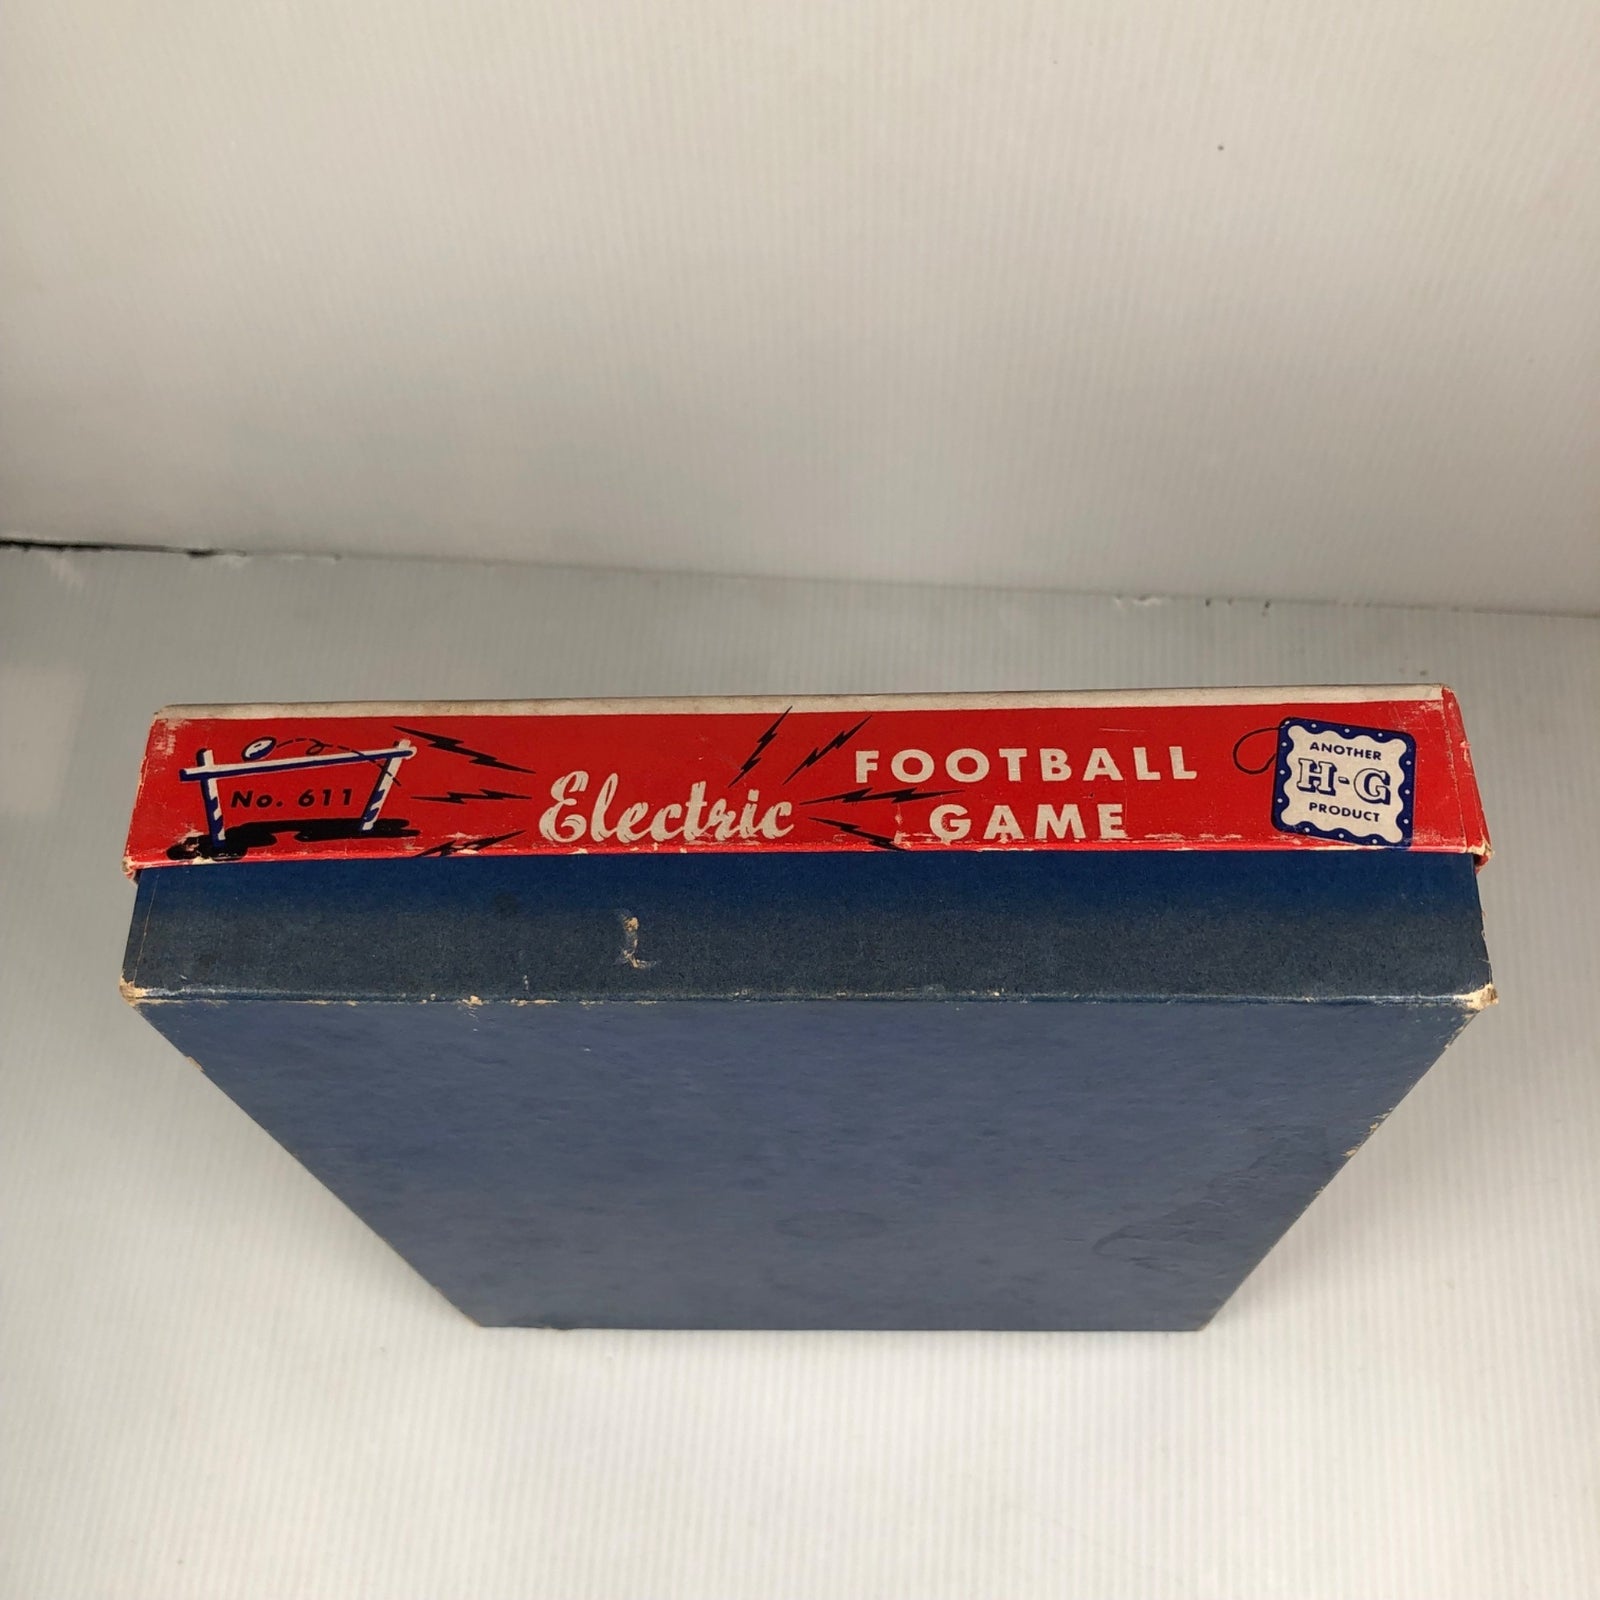 No. 611
Electric
FOOTBALL
GAME
ANOTHER
H-G
PRODUCT